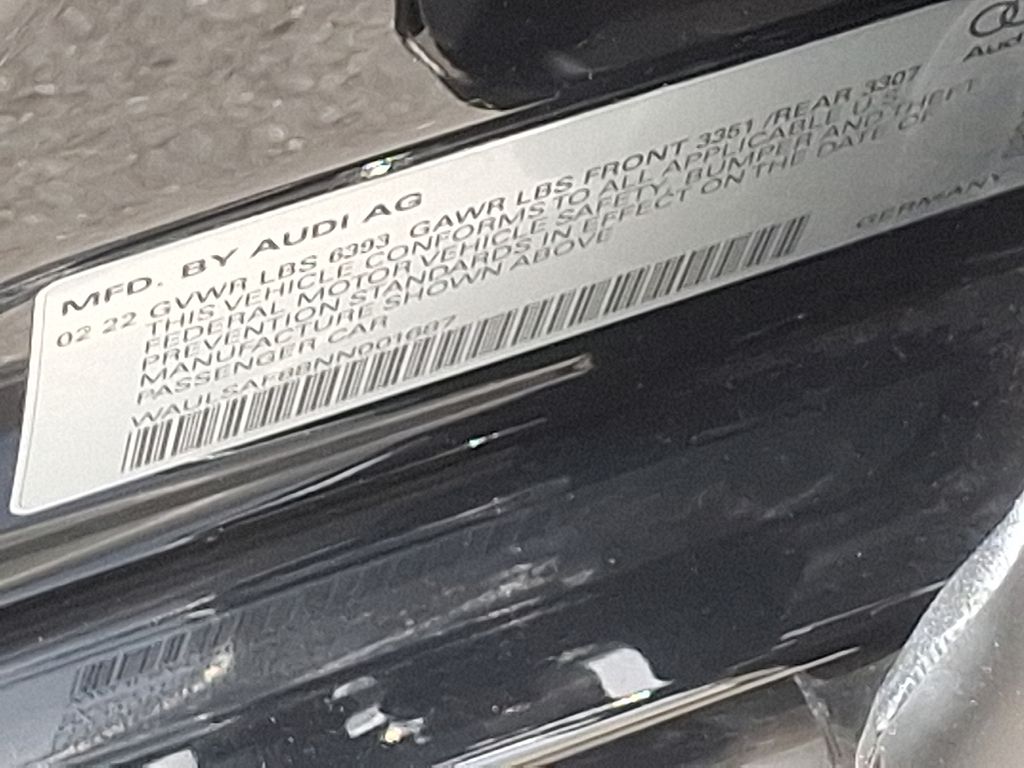 Audi
MFD. BY AUDI AG
02 22 GVWR LBS 6393 GAWR LBS FRONT 3351 /REAR 3307
THIS VEHICLE CONFORMS TO ALL APPLICABLE U.S.
FEDERAL MOTOR VEHICLE SAFETY, BUMPER AND THEFT
PREVENTION STANDARDS IN EFFECT ON THE DATE OF
MANUFACTURE SHOWN ABOVE
PASSENGER CAR
GERMANY